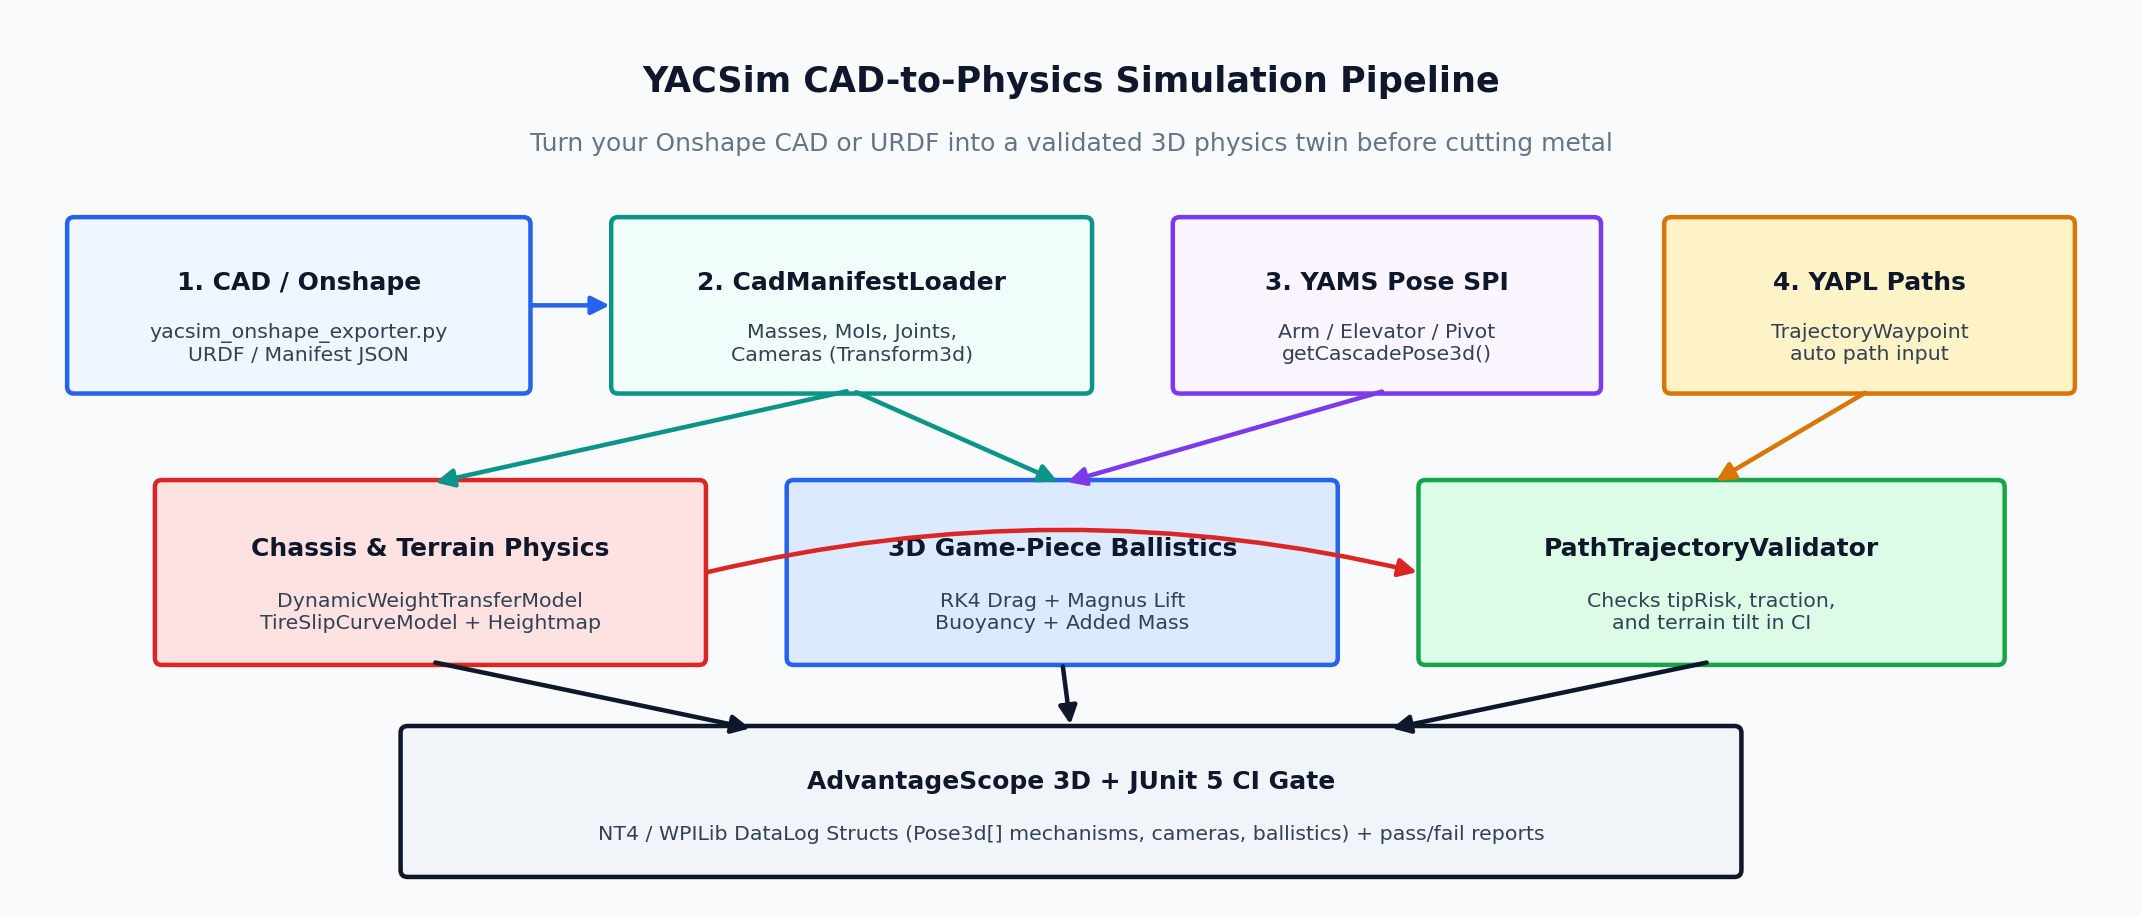 YACSim CAD-to-Physics Simulation Pipeline
Turn your Onshape CAD or URDF into a validated 3D physics twin before cutting metal
1. CAD / Onshape
yacsim_onshape_exporter.py
URDF / Manifest JSON
2. CadManifestLoader
Masses, MoIs, Joints,
Cameras (Transform3d)
3. YAMS Pose SPI
Arm / Elevator / Pivot
getCascadePose3d()
4. YAPL Paths
TrajectoryWaypoint
auto path input
Chassis & Terrain Physics
DynamicWeightTransferModel
TireSlipCurveModel + Heightmap
3D Game-Piece Ballistics
RK4 Drag + Magnus Lift
Buoyancy + Added Mass
PathTrajectoryValidator
Checks tipRisk, traction,
and terrain tilt in CI
AdvantageScope 3D + JUnit 5 CI Gate
NT4 / WPILib DataLog Structs (Pose3d[] mechanisms, cameras, ballistics) + pass/fail reports